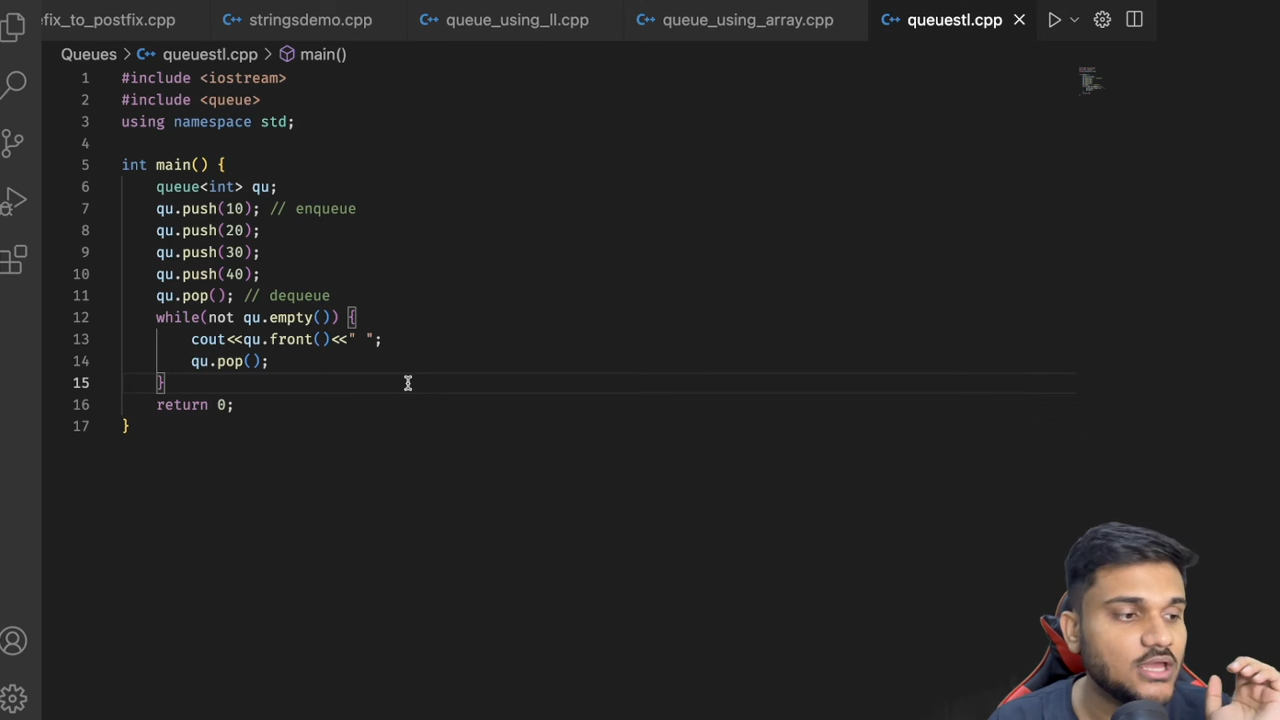 efix_to_postfix.cpp
C++ stringsdemo.cpp
C++ queue_using_ll.cpp
C++ queue_using_array.cpp
C++ queuestl.cpp
Queues > C++ queuestl.cpp > main()
1 #include <iostream>
2 #include <queue>
3 using namespace std;
4
5 int main() {
6 queue<int> qu;
7 qu.push(10); // enqueue
8 qu.push(20);
9 qu.push(30);
10 qu.push(40);
11 qu.pop(); // dequeue
12 while(not qu.empty()) {
13 cout<<qu.front()<<" ";
14 qu.pop();
15 }
16 return 0;
17 }